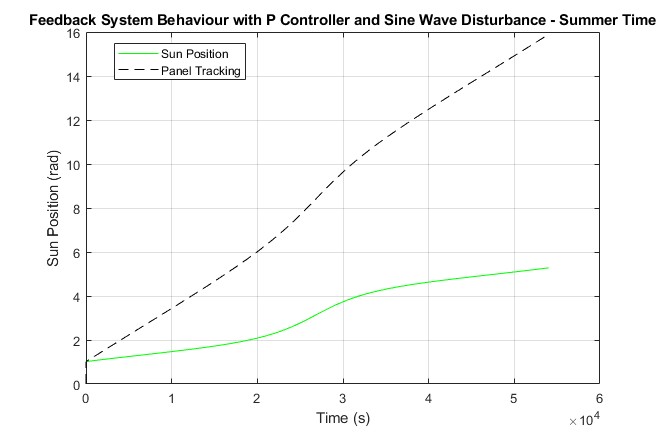 Feedback System Behaviour with P Controller and Sine Wave Disturbance - Summer Time
16
14
12
10
8
6
4
2
0
Sun Position (rad)
Sun Position
Panel Tracking
0 1 2 3 4 5 6
Time (s)
×10^4